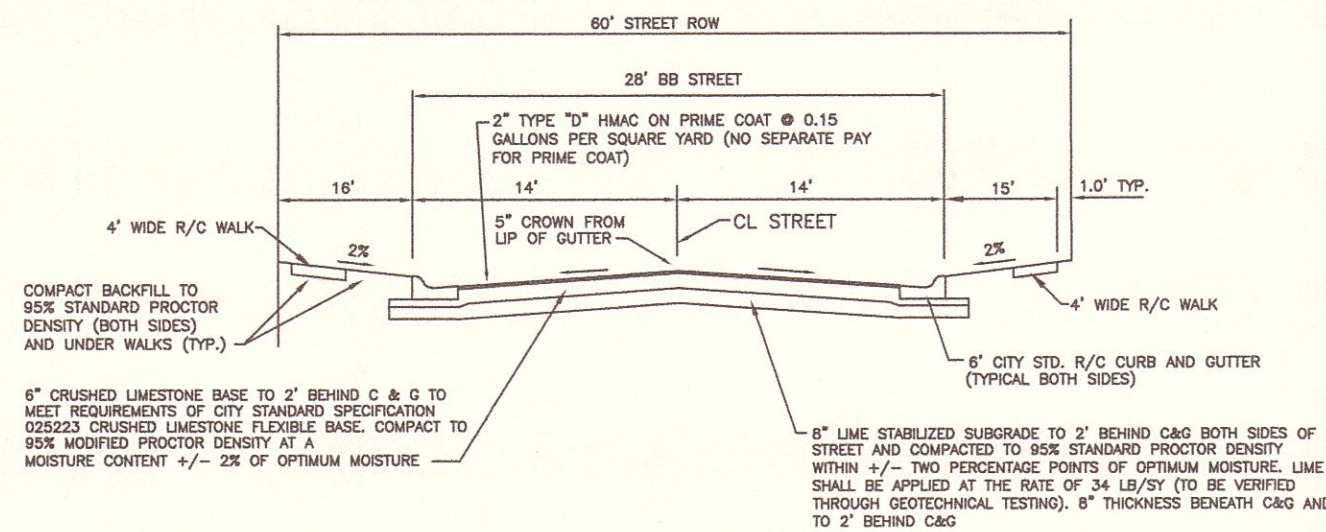 60' STREET ROW
28' BB STREET
2" TYPE "D" HMAC ON PRIME COAT @ 0.15
GALLONS PER SQUARE YARD (NO SEPARATE PAY
FOR PRIME COAT)
16'
14'
14'
15'
1.0' TYP.
4' WIDE R/C WALK
2%
5" CROWN FROM
LIP OF GUTTER
CL STREET
2%
COMPACT BACKFILL TO
95% STANDARD PROCTOR
DENSITY (BOTH SIDES)
AND UNDER WALKS (TYP.)
4' WIDE R/C WALK
6' CITY STD. R/C CURB AND GUTTER
(TYPICAL BOTH SIDES)
6" CRUSHED LIMESTONE BASE TO 2' BEHIND C & G TO
MEET REQUIREMENTS OF CITY STANDARD SPECIFICATION
025223 CRUSHED LIMESTONE FLEXIBLE BASE. COMPACT TO
95% MODIFIED PROCTOR DENSITY AT A
MOISTURE CONTENT +/- 2% OF OPTIMUM MOISTURE
8" LIME STABILIZED SUBGRADE TO 2' BEHIND C&G BOTH SIDES OF
STREET AND COMPACTED TO 95% STANDARD PROCTOR DENSITY
WITHIN +/- TWO PERCENTAGE POINTS OF OPTIMUM MOISTURE. LIME
SHALL BE APPLIED AT THE RATE OF 34 LB/SY (TO BE VERIFIED
THROUGH GEOTECHNICAL TESTING). 8" THICKNESS BENEATH C&G AND
TO 2' BEHIND C&G